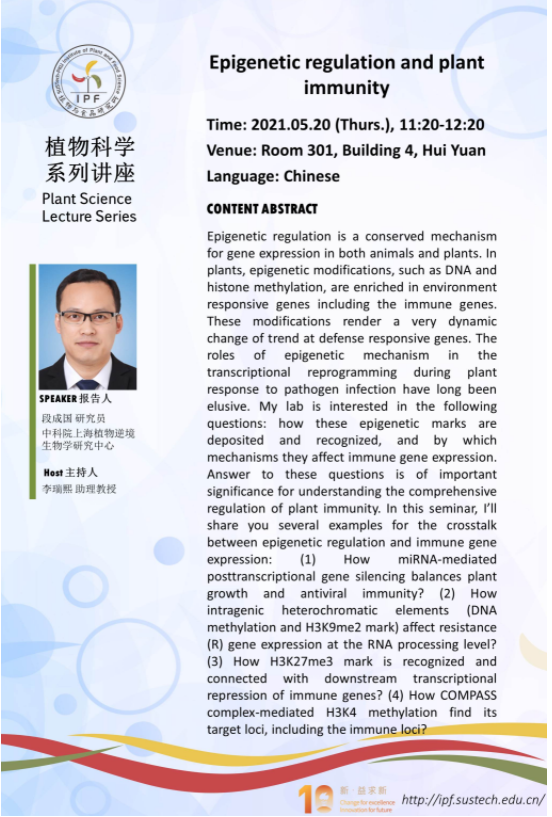 IPF
植物科学
系列讲座
Plant Science
Lecture Series
SPEAKER 报告人
段成国 研究员
中科院上海植物逆境
生物学研究中心
Host 主持人
李瑞熙 助理教授
Epigenetic regulation and plant
immunity
Time: 2021.05.20 (Thurs.), 11:20-12:20
Venue: Room 301, Building 4, Hui Yuan
Language: Chinese
CONTENT ABSTRACT
Epigenetic regulation is a conserved mechanism
for gene expression in both animals and plants. In
plants, epigenetic modifications, such as DNA and
histone methylation, are enriched in environment
responsive genes including the immune genes.
These modifications render a very dynamic
change of trend at defense responsive genes. The
roles of epigenetic mechanism in the
transcriptional reprogramming during plant
response to pathogen infection have long been
elusive. My lab is interested in the following
questions: how these epigenetic marks are
deposited and recognized, and by which
mechanisms they affect immune gene expression.
Answer to these questions is of important
significance for understanding the comprehensive
regulation of plant immunity. In this seminar, I'll
share you several examples for the crosstalk
between epigenetic regulation and immune gene
expression: (1) How miRNA-mediated
posttranscriptional gene silencing balances plant
growth and antiviral immunity? (2) How
intragenic heterochromatic elements (DNA
methylation and H3K9me2 mark) affect resistance
(R) gene expression at the RNA processing level?
(3) How H3K27me3 mark is recognized and
connected with downstream transcriptional
repression of immune genes? (4) How COMPASS
complex-mediated H3K4 methylation find its
target loci, including the immune loci?
10
新·益求新
Change for excellence
Innovation for future
http://ipf.sustech.edu.cn/